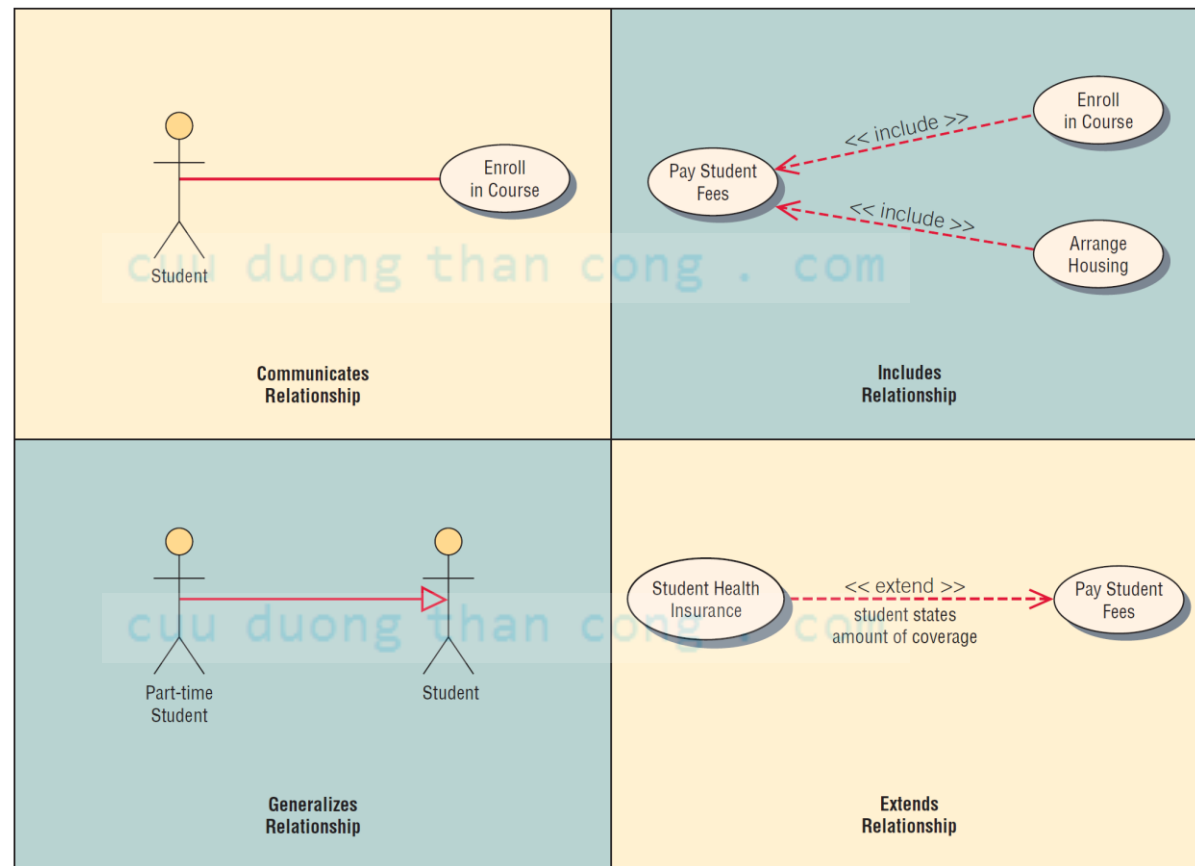 Enroll
in Course
Student
Communicates
Relationship
Pay Student
Fees
<< include >>
<< include >>
Enroll
in Course
Arrange
Housing
Includes
Relationship
cuu duong than cong . com
Part-time
Student
Student
Generalizes
Relationship
Student Health
Insurance
<< extend >>
student states
amount of coverage
Pay Student
Fees
Extends
Relationship
cuu duong than cong . com